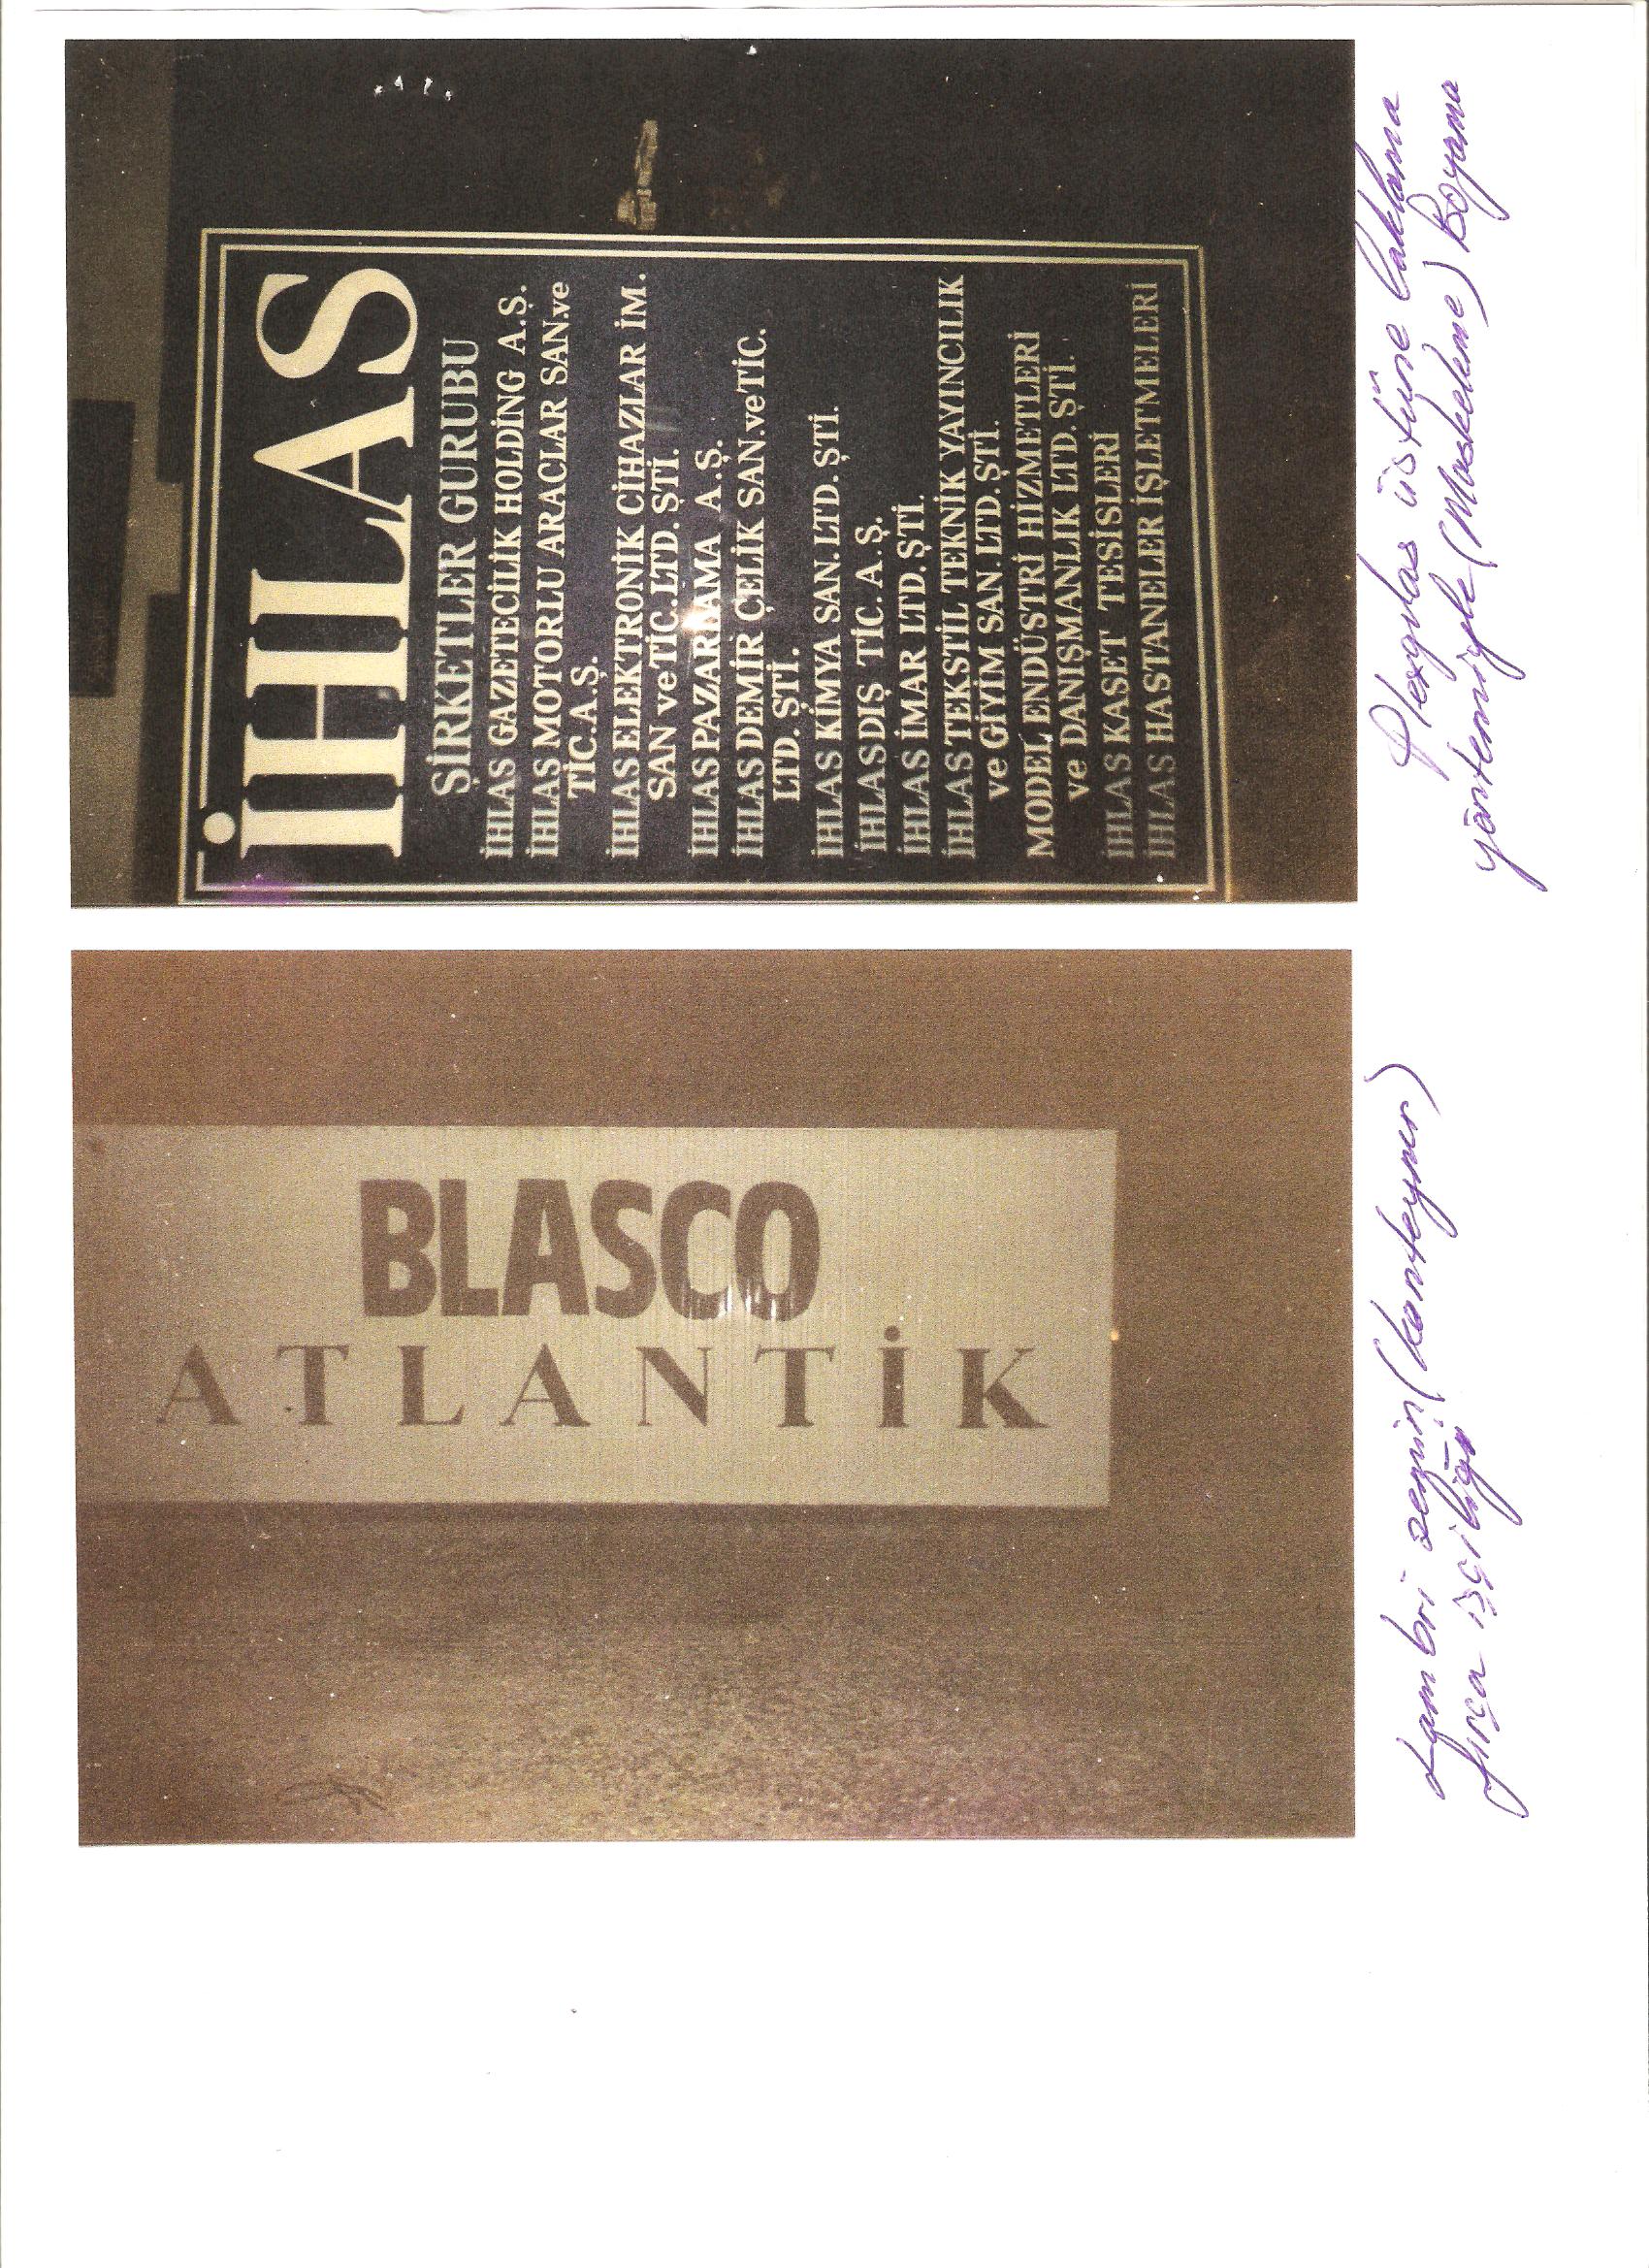 İHLAS
ŞİRKETLER GURUBU
İHLAS GAZETECİLİK HOLDİNG A.Ş.
İHLAS MOTORLU ARAÇLAR SAN.ve
TİC.A.Ş.
İHLAS ELEKTRONİK CİHAZLAR İM.
SAN ve TİC. LTD. ŞTİ.
İHLAS PAZARLAMA A.Ş.
İHLAS DEMİR ÇELİK SAN.ve TİC.
LTD. ŞTİ.
İHLAS KİMYA SAN. LTD. ŞTİ.
İHLAS DIŞ TİC. A.Ş.
İHLAS İMAR LTD. ŞTİ.
İHLAS TEKSTİL TEKNİK YAYINCILIK
ve GİYİM SAN. LTD. ŞTİ.
MODEL ENDÜSTRİ HİZMETLERİ
ve DANIŞMANLIK LTD. ŞTİ.
İHLAS KASET TESİSLERİ
İHLAS HASTANELER İŞLETMELERİ
Plexglas üstüne laklama
yöntemiyle (Maskeleme) Boyama
BLASCO
ATLANTİK
Lambri zemin (konteyner)
fırça işçiliği